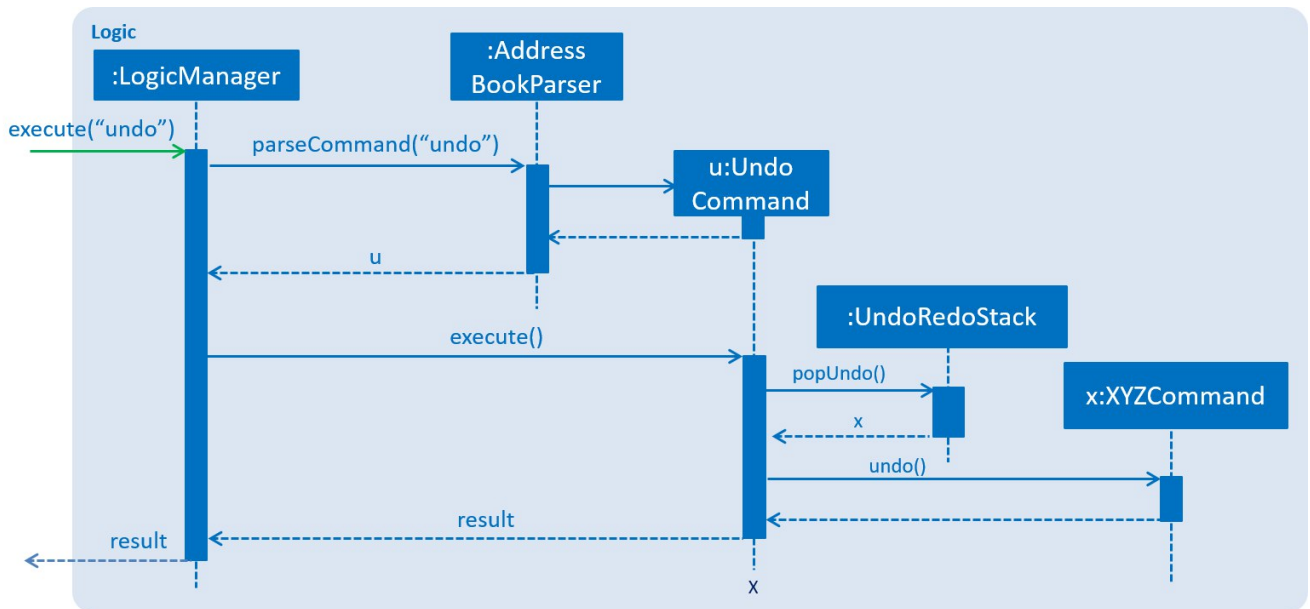 Logic
:LogicManager
:Address
BookParser
execute(“undo”)
parseCommand(“undo”)
u:Undo
Command
u
:UndoRedoStack
execute()
popUndo()
x:XYZCommand
x
undo()
result
result
X